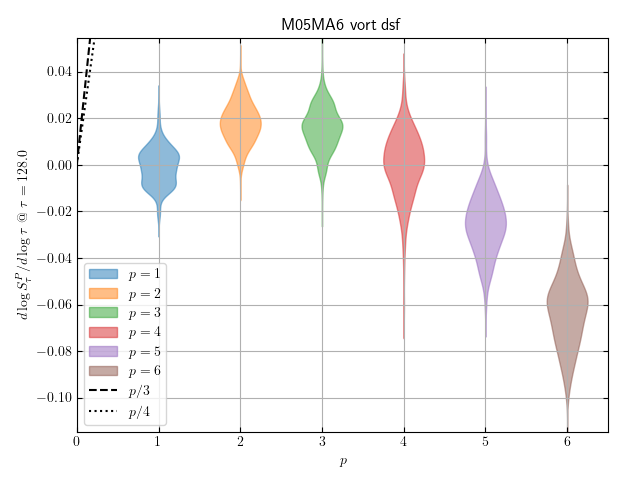 M05MA6 vort dsf
d log S_τ^P / d log τ @ τ = 128.0
0.04
0.02
0.00
−0.02
−0.04
−0.06
−0.08
−0.10
p = 1
p = 2
p = 3
p = 4
p = 5
p = 6
p/3
p/4
0 1 2 3 4 5 6
p